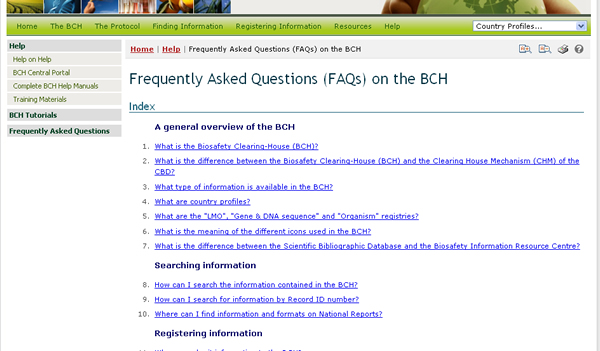 Home The BCH The Protocol Finding Information Registering Information Resources Help Country Profiles...
Help
Help on Help
BCH Central Portal
Complete BCH Help Manuals
Training Materials
BCH Tutorials
Frequently Asked Questions
Home | Help | Frequently Asked Questions (FAQs) on the BCH
Frequently Asked Questions (FAQs) on the BCH
Index
A general overview of the BCH
1. What is the Biosafety Clearing-House (BCH)?
2. What is the difference between the Biosafety Clearing-House (BCH) and the Clearing House Mechanism (CHM) of the
CBD?
3. What type of information is available in the BCH?
4. What are country profiles?
5. What are the "LMO", "Gene & DNA sequence" and "Organism" registries?
6. What is the meaning of the different icons used in the BCH?
7. What is the difference between the Scientific Bibliographic Database and the Biosafety Information Resource Centre?
Searching information
8. How can I search the information contained in the BCH?
9. How can I search for information by Record ID number?
10. Where can I find information and formats on National Reports?
Registering information